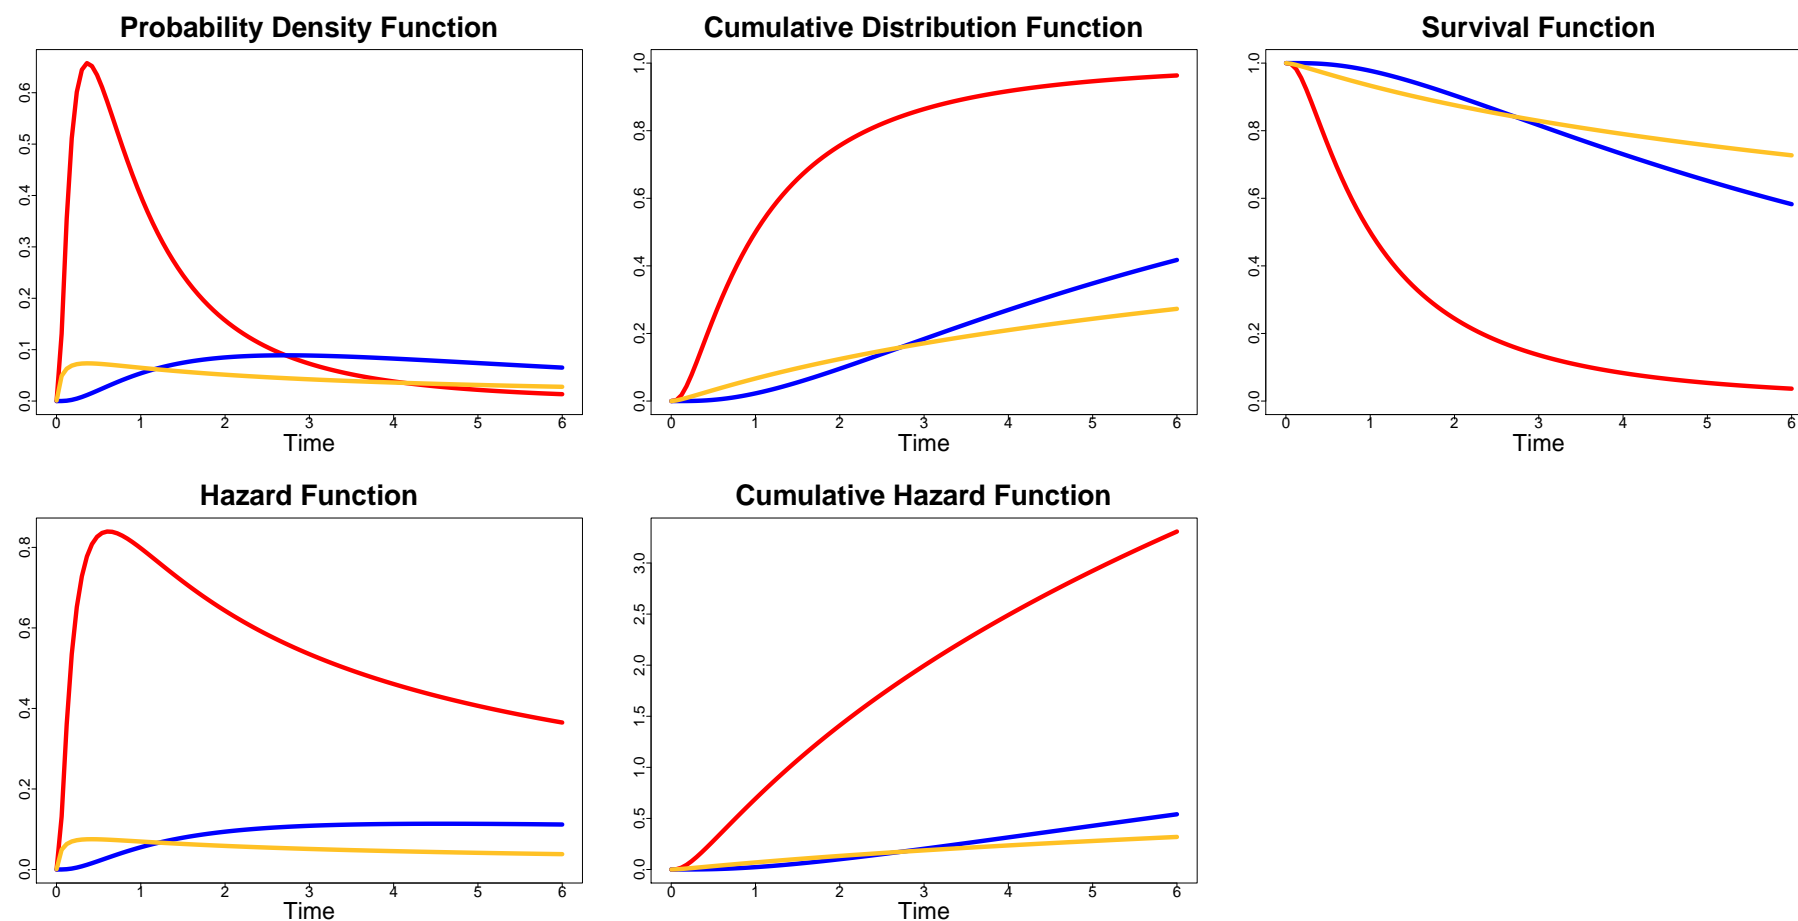 Probability Density Function
0.0 0.1 0.2 0.3 0.4 0.5 0.6
0 1 2 3 4 5 6
Time
Cumulative Distribution Function
0.0 0.2 0.4 0.6 0.8 1.0
0 1 2 3 4 5 6
Time
Survival Function
0.0 0.2 0.4 0.6 0.8 1.0
0 1 2 3 4 5 6
Time
Hazard Function
0.0 0.2 0.4 0.6 0.8
0 1 2 3 4 5 6
Time
Cumulative Hazard Function
0.0 0.5 1.0 1.5 2.0 2.5 3.0
0 1 2 3 4 5 6
Time